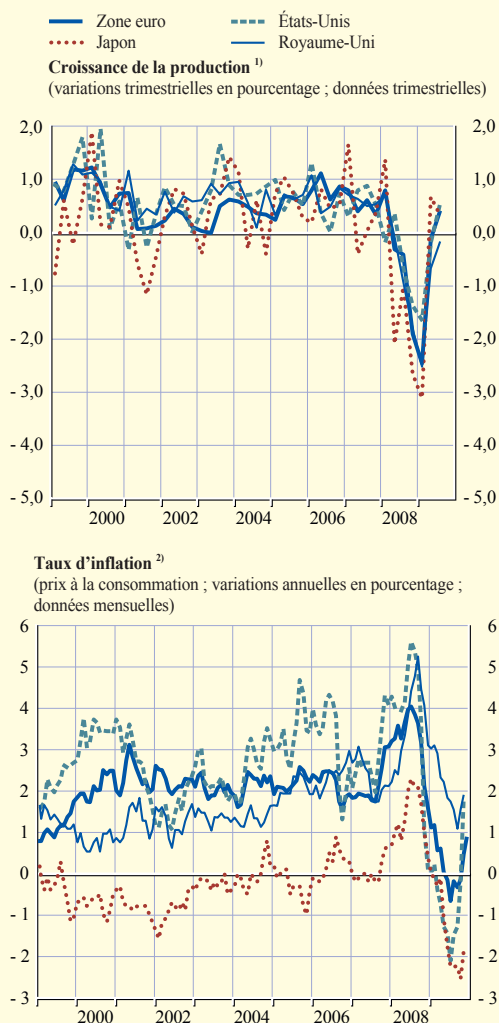 Zone euro
États-Unis
Japon
Royaume-Uni
Croissance de la production 1)
(variations trimestrielles en pourcentage ; données trimestrielles)
2,0 2,0
1,0 1,0
0,0 0,0
- 1,0 - 1,0
- 2,0 - 2,0
- 3,0 - 3,0
- 4,0 - 4,0
- 5,0 - 5,0
2000 2002 2004 2006 2008
Taux d’inflation 2)
(prix à la consommation ; variations annuelles en pourcentage ;
données mensuelles)
6 6
5 5
4 4
3 3
2 2
1 1
0 0
- 1 - 1
- 2 - 2
- 3 - 3
2000 2002 2004 2006 2008